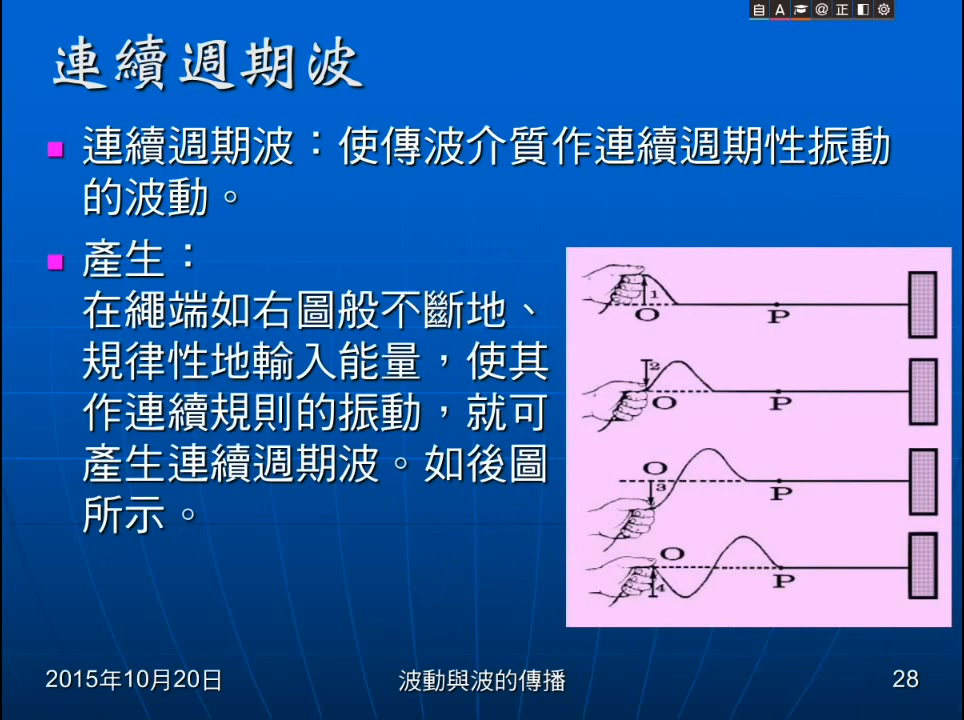 自 A @ 正
連續週期波
連續週期波：使傳波介質作連續週期性振動
的波動。
產生：
在繩端如右圖般不斷地、
規律性地輸入能量，使其
作連續規則的振動，就可
產生連續週期波。如後圖
所示。
1
O P
2
O P
O
3 P
O
4 P
2015年10月20日 波動與波的傳播 28